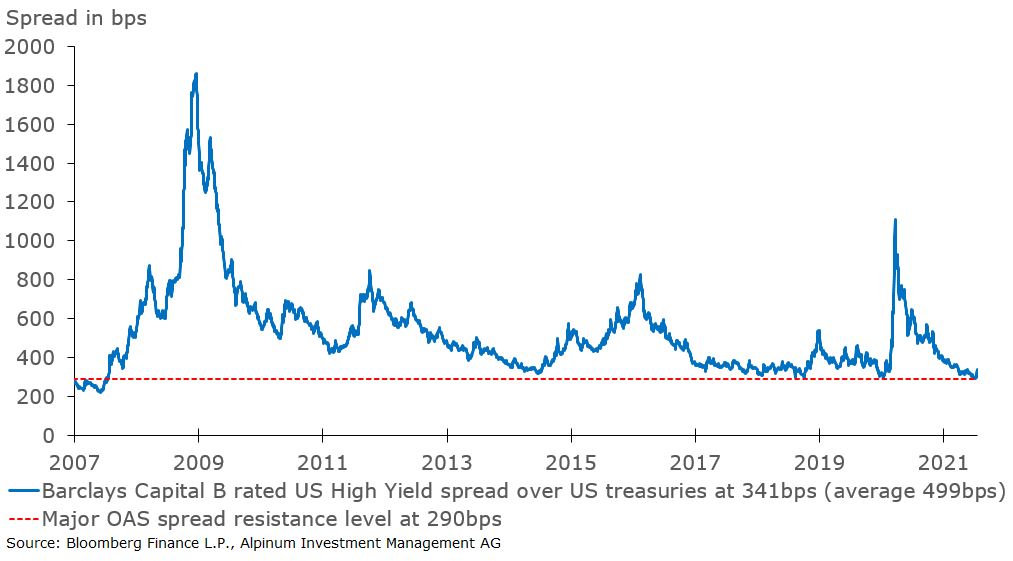 Spread in bps
2000
1800
1600
1400
1200
1000
800
600
400
200
0
2007 2009 2011 2013 2015 2017 2019 2021
Barclays Capital B rated US High Yield spread over US treasuries at 341bps (average 499bps)
Major OAS spread resistance level at 290bps
Source: Bloomberg Finance L.P., Alpinum Investment Management AG